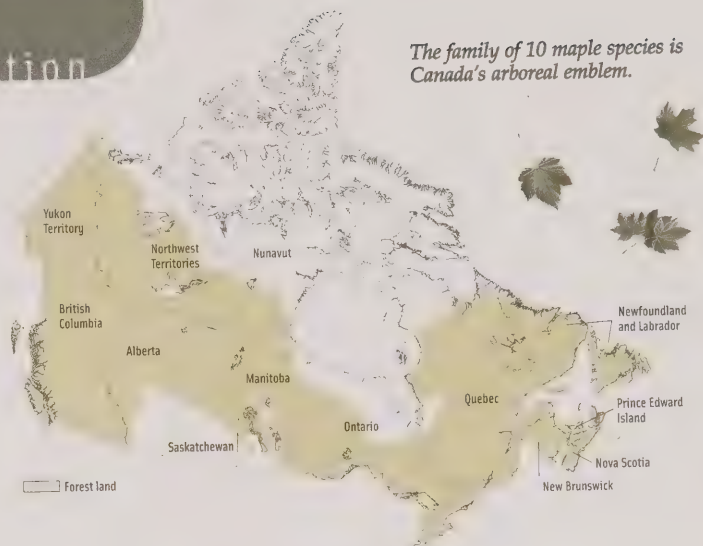 tion
The family of 10 maple species is
Canada's arboreal emblem.
Yukon
Territory
Northwest
Territories
Nunavut
British
Columbia
Alberta
Manitoba
Saskatchewan
Ontario
Quebec
Newfoundland
and Labrador
Prince Edward
Island
Nova Scotia
New Brunswick
Forest land